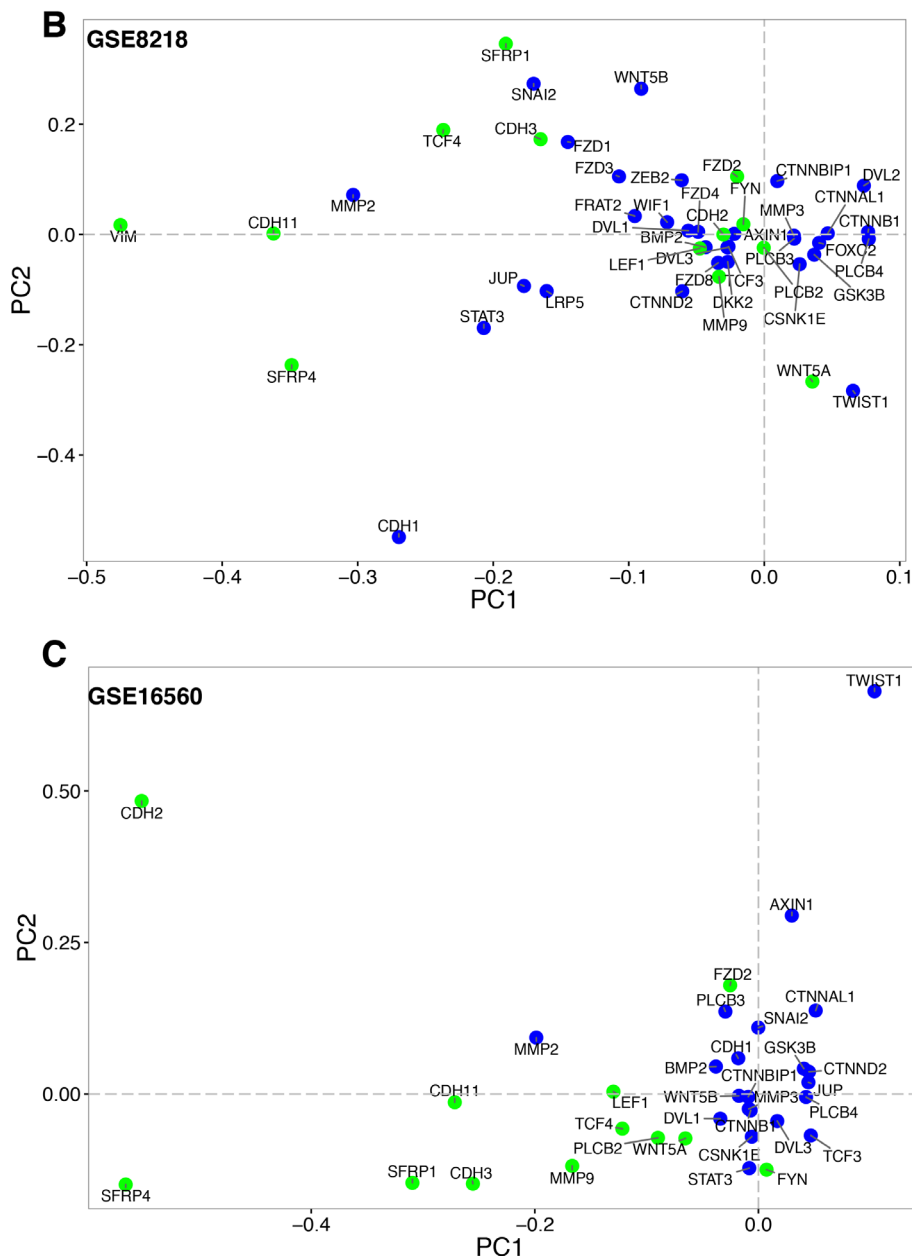 B
GSE8218
SFRP1
SNAI2
WNT5B
0.2
TCF4
CDH3
FZD1
FZD3
ZEB2
FZD2
CTNNBIP1
DVL2
MMP2
FZD4
FYN
CTNNAL1
FRAT2
WIF1
CDH2
MMP3
CTNNB1
VIM
CDH11
DVL1
BMP2
AXIN1
FOXC2
0.0
LEF1
DVL3
PLCB3
PLCB4
JUP
LRP5
CTNND2
FZD8
TCF3
DKK2
PLCB2
GSK3B
STAT3
MMP9
CSNK1E
−0.2
SFRP4
WNT5A
TWIST1
−0.4
CDH1
PC2
−0.5 −0.4 −0.3 −0.2 −0.1 0.0 0.1
PC1
C
GSE16560
TWIST1
CDH2
0.50
AXIN1
0.25
FZD2
PLCB3
CTNNAL1
SNAI2
MMP2
CDH1
GSK3B
BMP2
CTNNBIP1
CTNND2
CDH11
LEF1
WNT5B
MMP3
JUP
0.00
PLCB4
TCF4
DVL1
CTNNB1
PLCB2
WNT5A
CSNK1E
DVL3
TCF3
SFRP4
SFRP1
CDH3
MMP9
STAT3
FYN
PC2
−0.4 −0.2 0.0
PC1